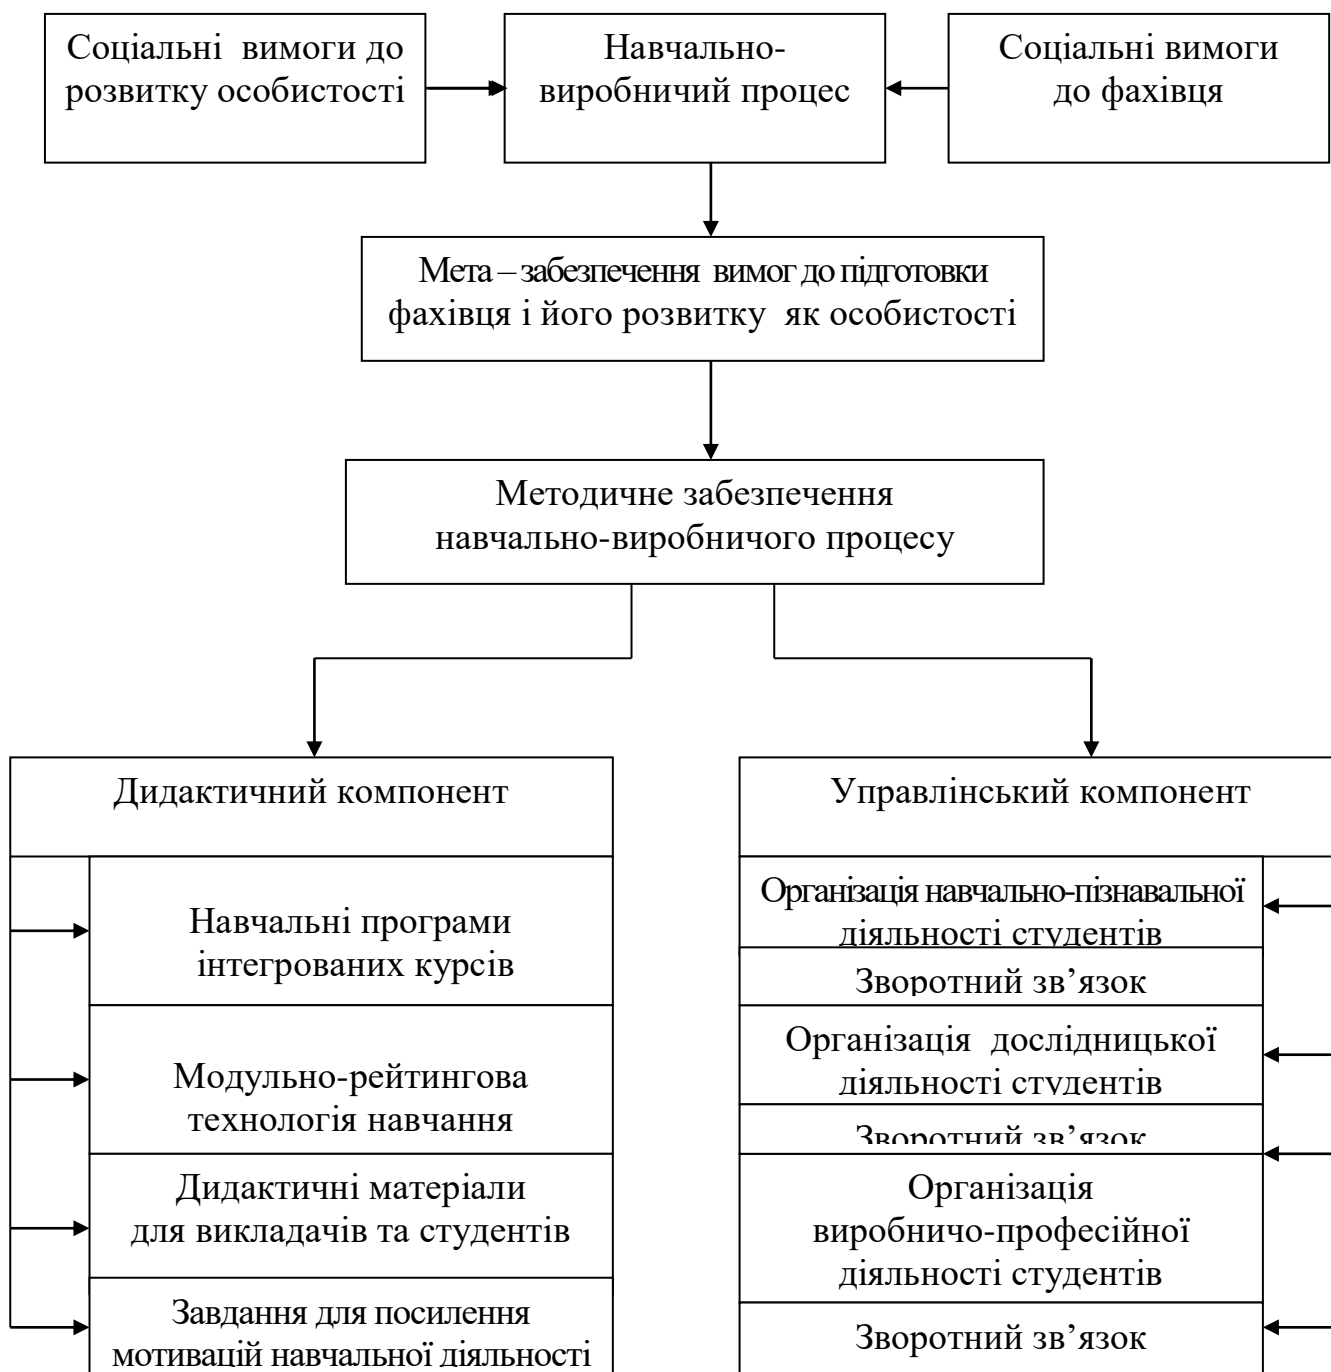 Соціальні вимоги до
розвитку особистості
Навчально-
виробничий процес
Соціальні вимоги
до фахівця
Мета – забезпечення вимог до підготовки
фахівця і його розвитку як особистості
Методичне забезпечення
навчально-виробничого процесу
Дидактичний компонент
Навчальні програми
інтегрованих курсів
Модульно-рейтингова
технологія навчання
Дидактичні матеріали
для викладачів та студентів
Завдання для посилення
мотивацій навчальної діяльності
Управлінський компонент
Організація навчально-пізнавальної
діяльності студентів
Зворотний зв’язок
Організація дослідницької
діяльності студентів
Зворотний зв’язок
Організація
виробничо-професійної
діяльності студентів
Зворотний зв’язок